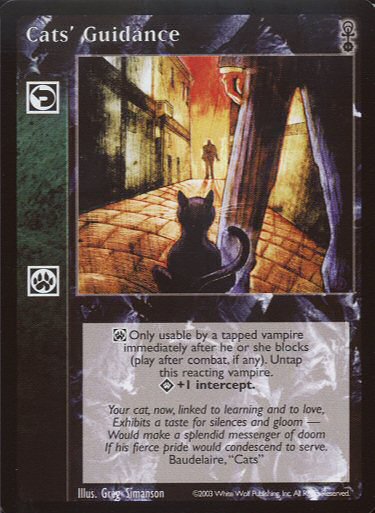 Cats' Guidance
Only usable by a tapped vampire
immediately after he or she blocks
(play after combat, if any). Untap
this reacting vampire.
+1 intercept.
Your cat, now, linked to learning and to love,
Exhibits a taste for silences and gloom —
Would make a splendid messenger of doom
If his fierce pride would condescend to serve.
Baudelaire, "Cats"
Illus. Greg Simanson
©2003 White Wolf Publishing, Inc. All Rights Reserved.